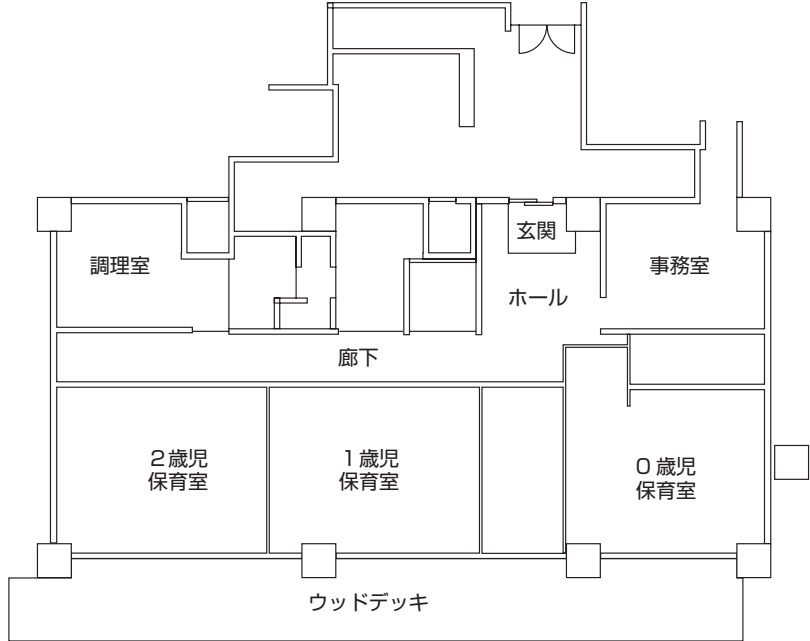 玄関
調理室
事務室
ホール
廊下
２歳児
保育室
１歳児
保育室
０歳児
保育室
ウッドデッキ